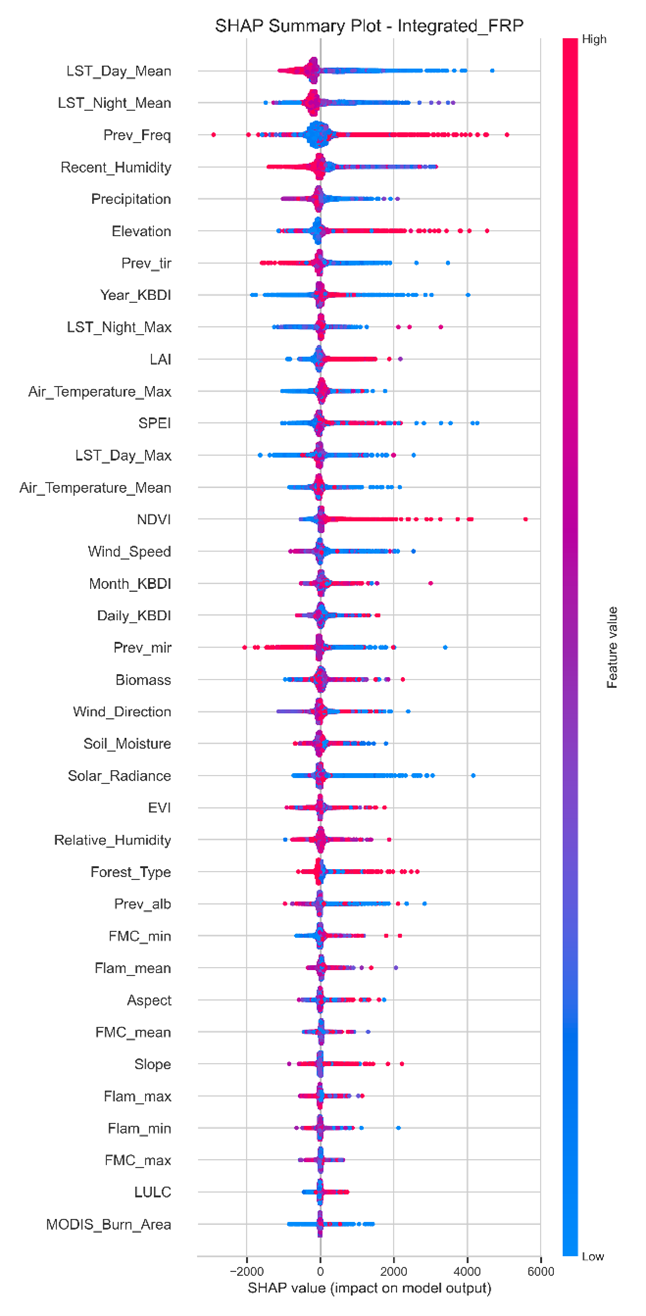 SHAP Summary Plot - Integrated_FRP
High
LST_Day_Mean
LST_Night_Mean
Prev_Freq
Recent_Humidity
Precipitation
Elevation
Prev_tir
Year_KBDI
LST_Night_Max
LAI
Air_Temperature_Max
SPEI
LST_Day_Max
Air_Temperature_Mean
NDVI
Wind_Speed
Month_KBDI
Daily_KBDI
Prev_mir
Biomass
Wind_Direction
Soil_Moisture
Solar_Radiance
EVI
Relative_Humidity
Forest_Type
Prev_alb
FMC_min
Flam_mean
Aspect
FMC_mean
Slope
Flam_max
Flam_min
FMC_max
LULC
MODIS_Burn_Area
Feature value
Low
−2000 0 2000 4000 6000
SHAP value (impact on model output)